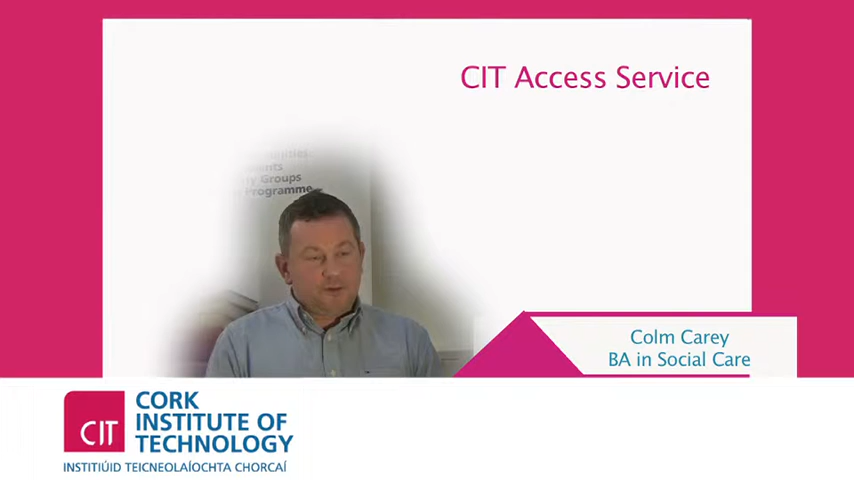 CIT Access Service
Groups
Programme
Colm Carey
BA in Social Care
CIT
CORK
INSTITUTE OF
TECHNOLOGY
INSTITIÚID TEICNEOLAÍOCHTA CHORCAÍ